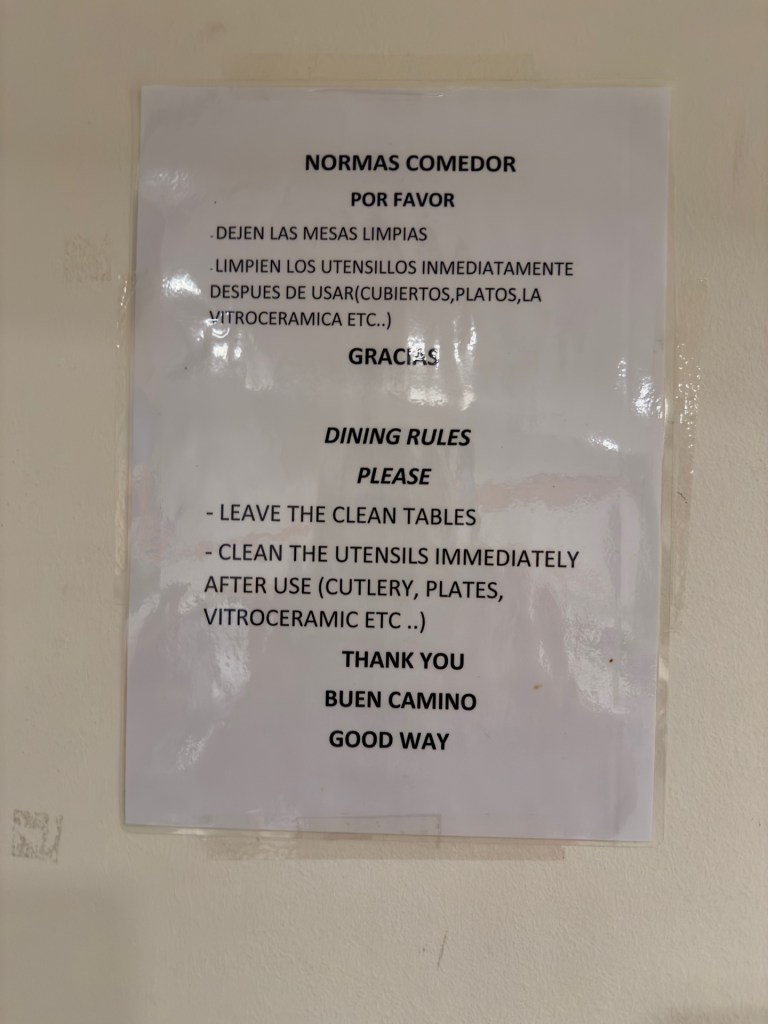 NORMAS COMEDOR
POR FAVOR
.DEJEN LAS MESAS LIMPIAS
.LIMPIEN LOS UTENSILLOS INMEDIATAMENTE
DESPUES DE USAR(CUBIERTOS,PLATOS,LA
VITROCERAMICA ETC..)
GRACIAS
DINING RULES
PLEASE
- LEAVE THE CLEAN TABLES
- CLEAN THE UTENSILS IMMEDIATELY
AFTER USE (CUTLERY, PLATES,
VITROCERAMIC ETC ..)
THANK YOU
BUEN CAMINO
GOOD WAY